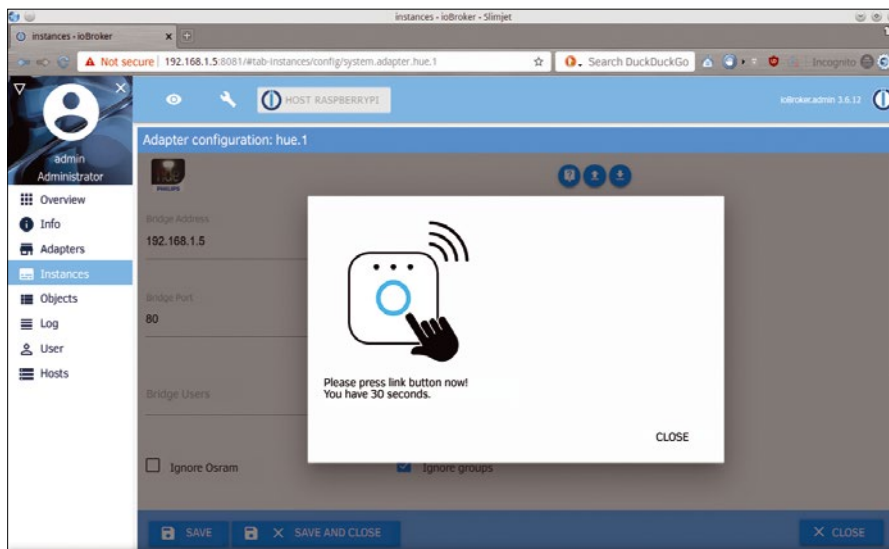 instances - ioBroker - Slimjet
instances - ioBroker
Not secure 192.168.1.5:8081/#tab-instances/config/system.adapter.hue.1
Search DuckDuckGo
Incognito
HOST RASPBERRYPI
ioBroker.admin 3.6.12
admin
Administrator
Adapter configuration: hue.1
hue
PHILIPS
Overview
Info
Adapters
Instances
Objects
Log
User
Hosts
Bridge Address
192.168.1.5
Bridge Port
80
Bridge Users
Please press link button now!
You have 30 seconds.
CLOSE
Ignore Osram
Ignore groups
SAVE
SAVE AND CLOSE
CLOSE